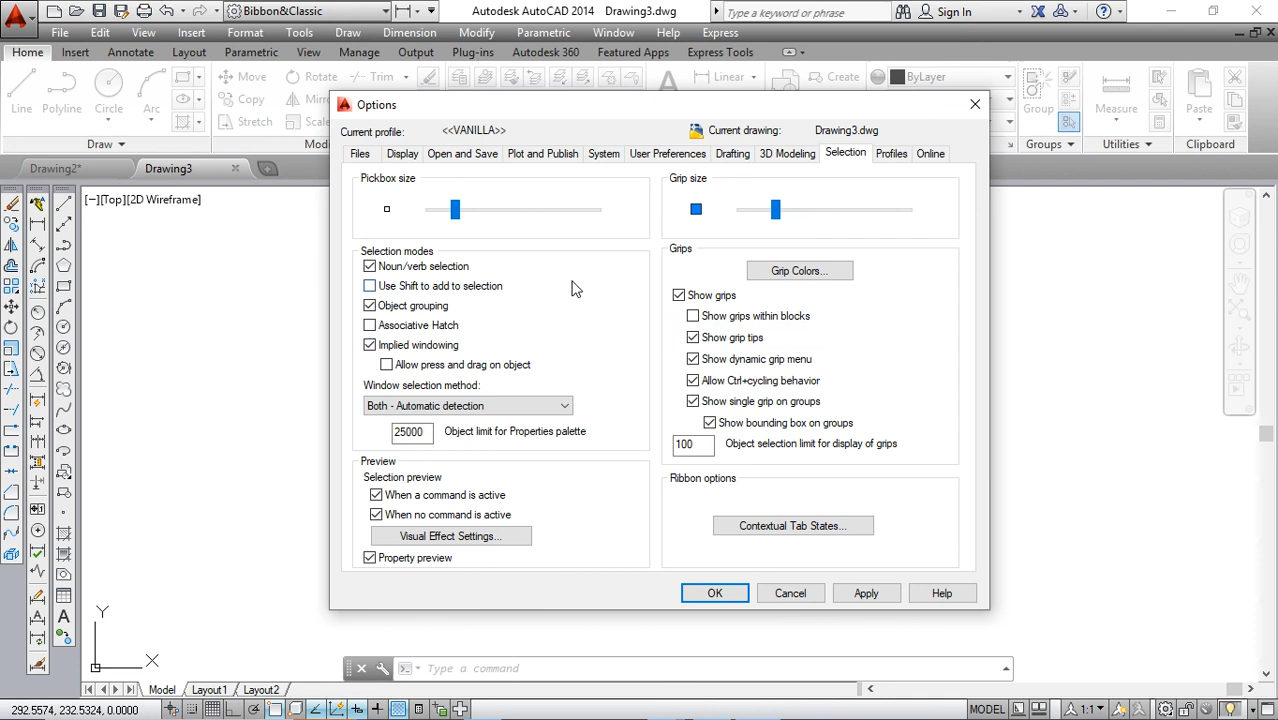 Bibbon&Classic Autodesk AutoCAD 2014 Drawing3.dwg Type a keyword or phrase Sign In
File Edit View Insert Format Tools Draw Dimension Modify Parametric Window Help Express
Home Insert Annotate Layout Parametric View Manage Output Plug-ins Autodesk 360 Featured Apps Express Tools
Line Polyline Circle Arc Move Rotate Trim Linear Create ByLayer Group Measure Paste
Copy
Stretch
Draw Groups Utilities Clipboard
Drawing2* Drawing3
[−][Top][2D Wireframe]
Options
Current profile: <<VANILLA>> Current drawing: Drawing3.dwg
Files Display Open and Save Plot and Publish System User Preferences Drafting 3D Modeling Selection Profiles Online
Pickbox size
Selection modes
Noun/verb selection
Use Shift to add to selection
Object grouping
Associative Hatch
Implied windowing
Allow press and drag on object
Window selection method:
Both - Automatic detection
25000 Object limit for Properties palette
Preview
Selection preview
When a command is active
When no command is active
Visual Effect Settings...
Property preview
Grip size
Grips
Grip Colors...
Show grips
Show grips within blocks
Show grip tips
Show dynamic grip menu
Allow Ctrl+cycling behavior
Show single grip on groups
Show bounding box on groups
100 Object selection limit for display of grips
Ribbon options
Contextual Tab States...
OK Cancel Apply Help
Y
X
Type a command
Model Layout1 Layout2
292.5574, 232.5324, 0.0000 MODEL 1:1